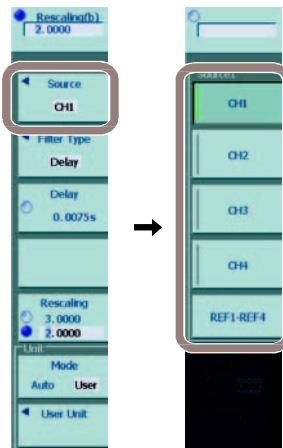 Rescaling(b)
2.0000
Source
CH1
Filter Type
Delay
Delay
0.0075s
Rescaling
3.0000
2.0000
Unit
Mode
Auto User
User Unit
Source1
CH1
CH2
CH3
CH4
REF1-REF4
User